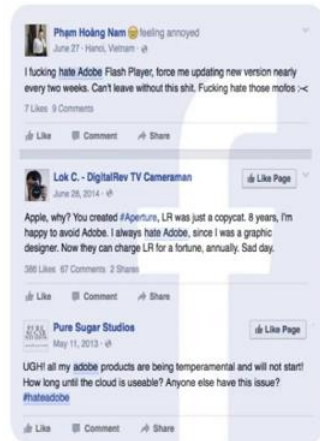 Phạm Hoàng Nam feeling annoyed
June 27 · Hanoi, Vietnam ·
I fucking hate Adobe Flash Player, force me updating new version nearly
every two weeks. Can't leave without this shit. Fucking hate those mofos :-<
7 Likes 9 Comments
Like Comment Share
Lok C. - DigitalRev TV Cameraman
Like Page
June 28, 2014 ·
Apple, why? You created #Aperture, LR was just a copycat. 8 years, I'm
happy to avoid Adobe. I always hate Adobe, since I was a graphic
designer. Now they can charge LR for a fortune, annually. Sad day.
386 Likes 67 Comments 2 Shares
Like Comment Share
Pure Sugar Studios
Like Page
May 11, 2013 ·
UGH! all my adobe products are being temperamental and will not start!
How long until the cloud is useable? Anyone else have this issue?
#hateadobe
Like Comment Share